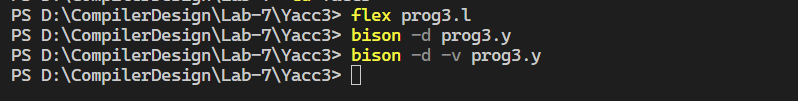 PS D:\CompilerDesign\Lab-7\Yacc3> flex prog3.l
PS D:\CompilerDesign\Lab-7\Yacc3> bison -d prog3.y
PS D:\CompilerDesign\Lab-7\Yacc3> bison -d -v prog3.y
PS D:\CompilerDesign\Lab-7\Yacc3>